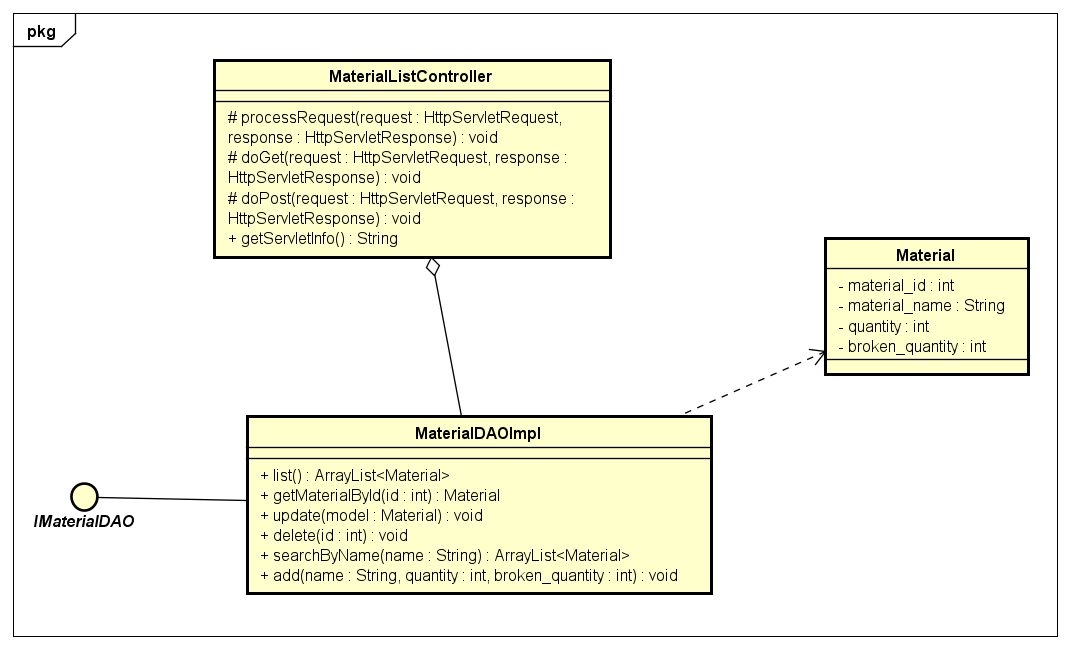 pkg
MaterialListController
# processRequest(request : HttpServletRequest,
response : HttpServletResponse) : void
# doGet(request : HttpServletRequest, response :
HttpServletResponse) : void
# doPost(request : HttpServletRequest, response :
HttpServletResponse) : void
+ getServletInfo() : String
Material
- material_id : int
- material_name : String
- quantity : int
- broken_quantity : int
MaterialDAOImpl
+ list() : ArrayList<Material>
+ getMaterialById(id : int) : Material
+ update(model : Material) : void
+ delete(id : int) : void
+ searchByName(name : String) : ArrayList<Material>
+ add(name : String, quantity : int, broken_quantity : int) : void
IMaterialDAO